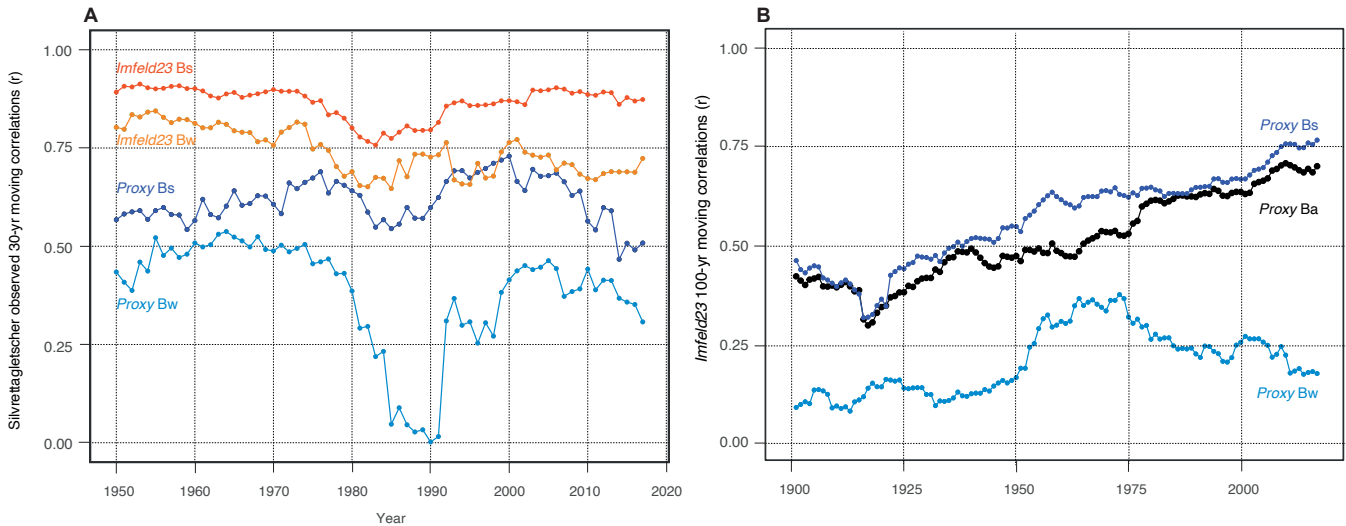 A
Silvrettagletscher observed 30-yr moving correlations (r)
1.00
0.75
0.50
0.25
0.00
Imfeld23 Bs
Imfeld23 Bw
Proxy Bs
Proxy Bw
1950
1960
1970
1980
1990
2000
2010
2020
Year
B
Imfeld23 100-yr moving correlations (r)
1.00
0.75
0.50
0.25
0.00
Proxy Bs
Proxy Ba
Proxy Bw
1900
1925
1950
1975
2000